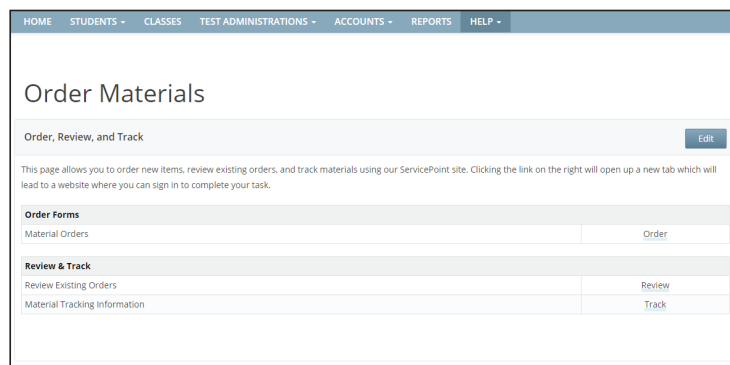 HOME STUDENTS CLASSES TEST ADMINISTRATIONS ACCOUNTS REPORTS HELP
Order Materials
Order, Review, and Track Edit
This page allows you to order new items, review existing orders, and track materials using our ServicePoint site. Clicking the link on the right will open up a new tab which will
lead to a website where you can sign in to complete your task.
Order Forms
Material Orders Order
Review & Track
Review Existing Orders Review
Material Tracking Information Track